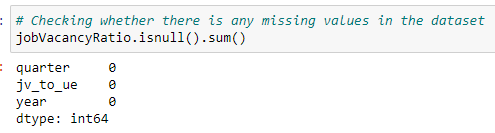 : # Checking whether there is any missing values in the dataset
jobVacancyRatio.isnull().sum()
: quarter 0
jv_to_ue 0
year 0
dtype: int64